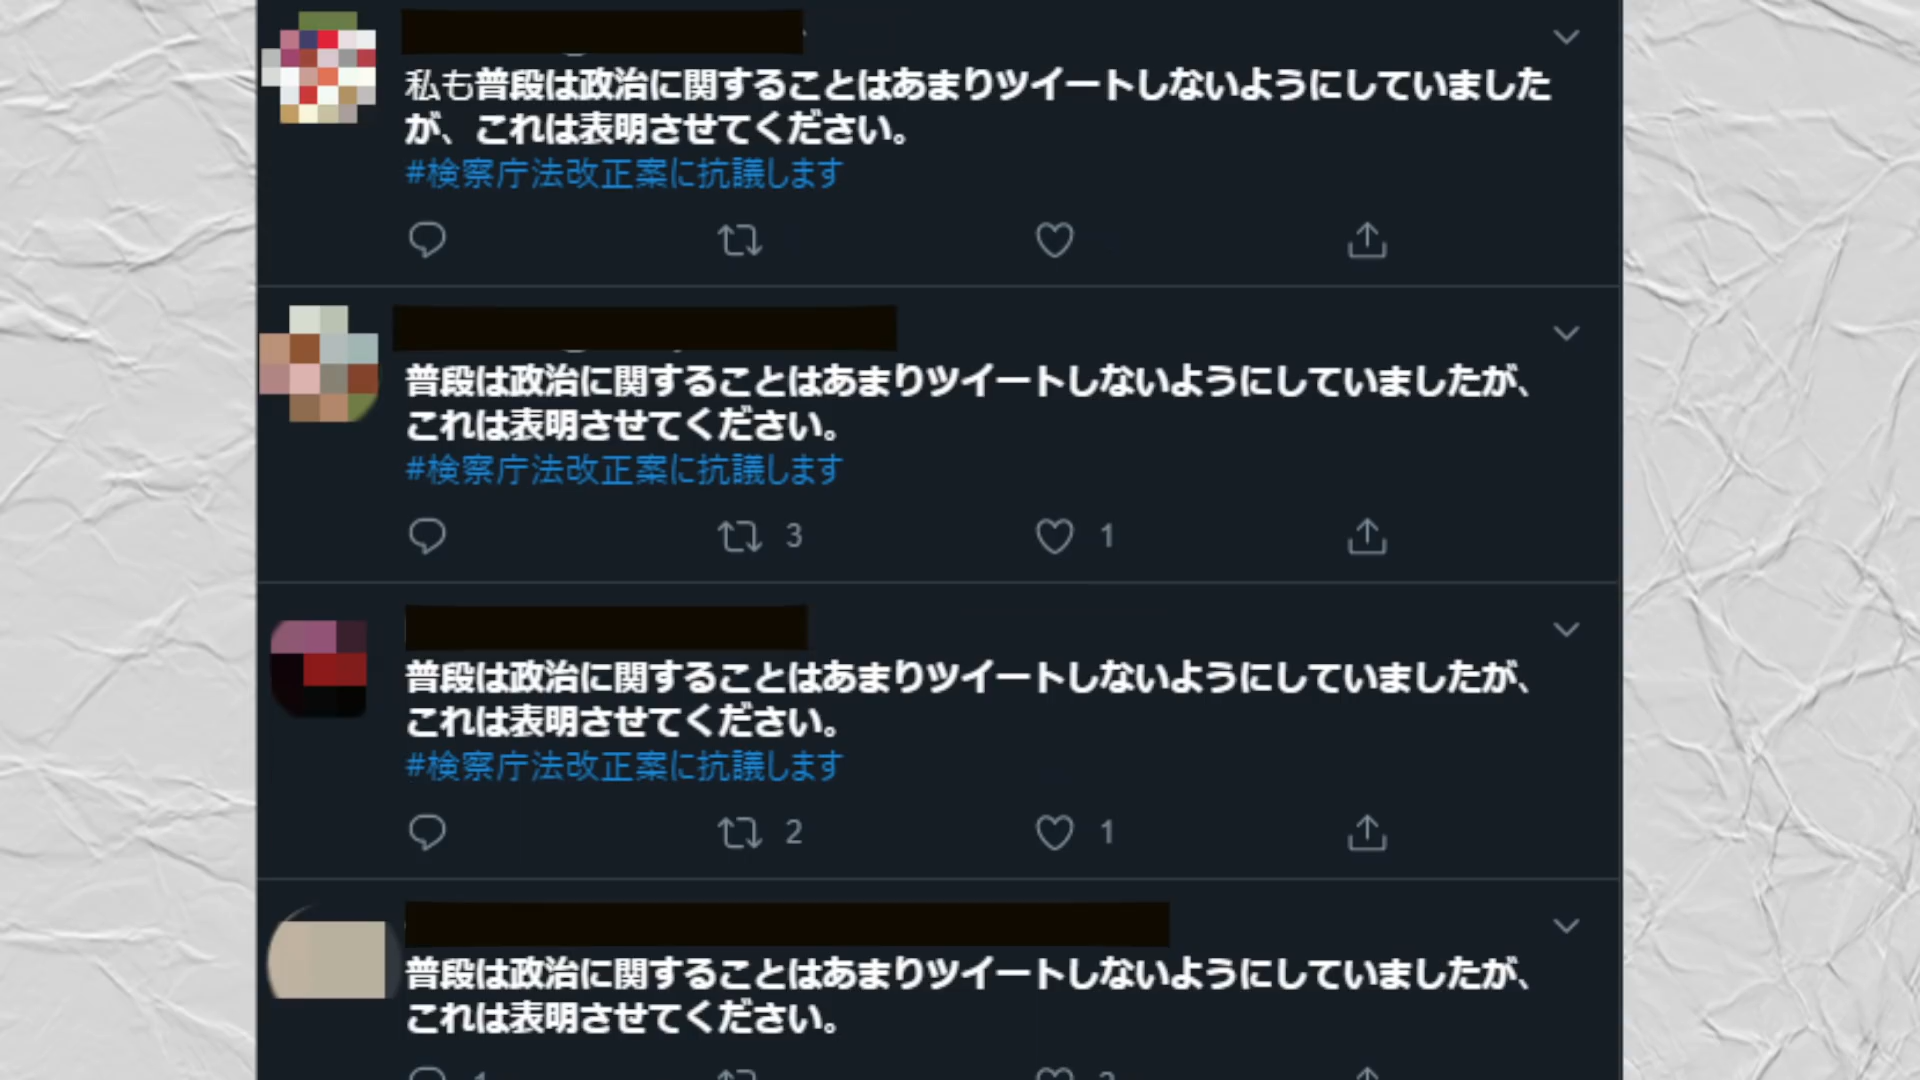 私も普段は政治に関することはあまりツイートしないようにしていました
が、これは表明させてください。
#検察庁法改正案に抗議します
普段は政治に関することはあまりツイートしないようにしていましたが、
これは表明させてください。
#検察庁法改正案に抗議します
3 1
普段は政治に関することはあまりツイートしないようにしていましたが、
これは表明させてください。
#検察庁法改正案に抗議します
2 1
普段は政治に関することはあまりツイートしないようにしていましたが、
これは表明させてください。